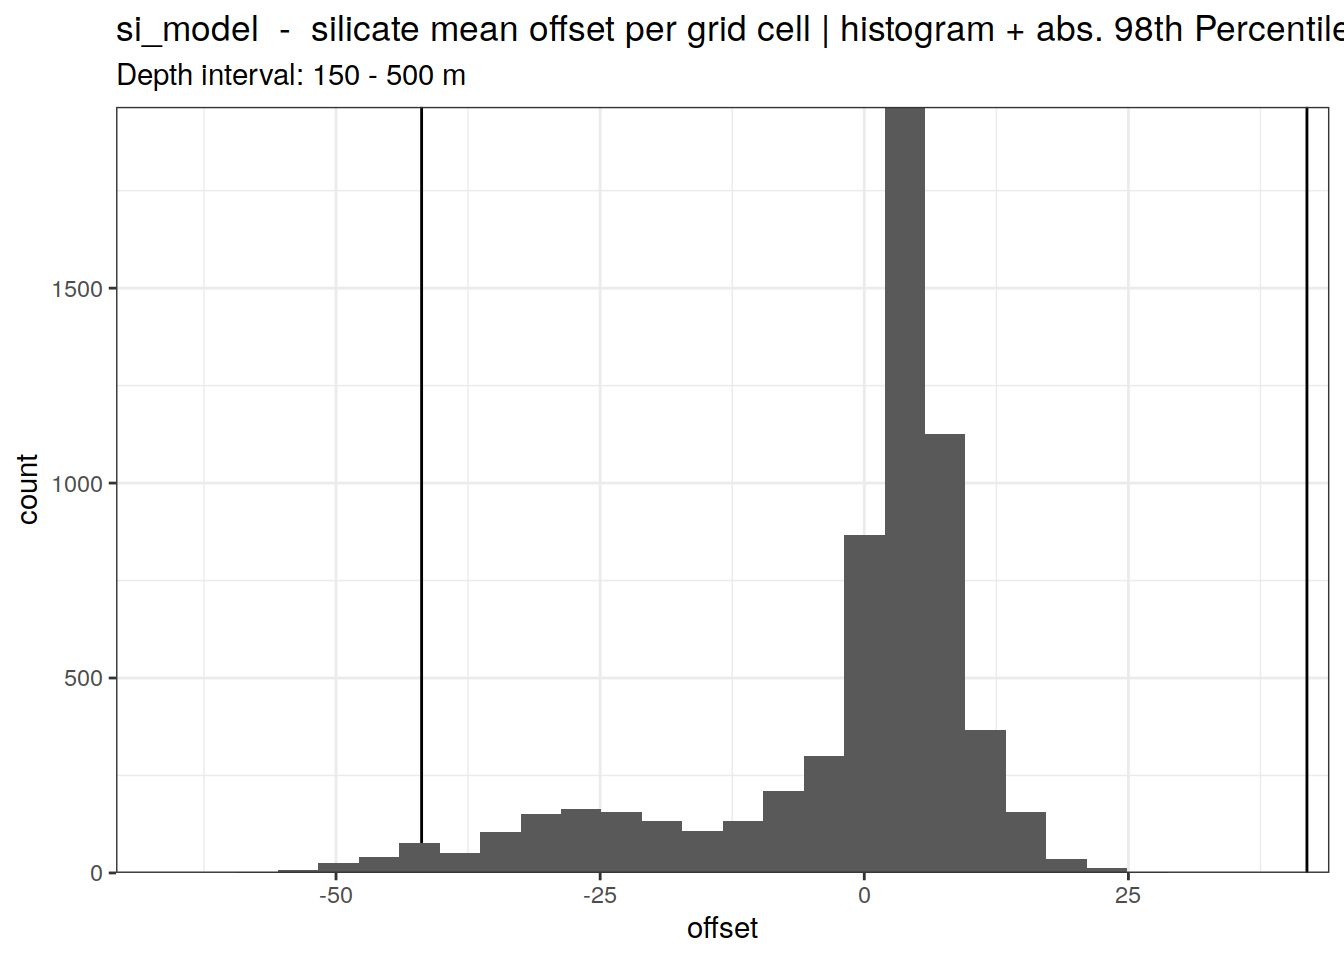 si_model  -  silicate mean offset per grid cell | histogram + abs. 98th Percentile
Depth interval: 150 - 500 m
1500
1000
500
0
count
-50
-25
0
25
offset